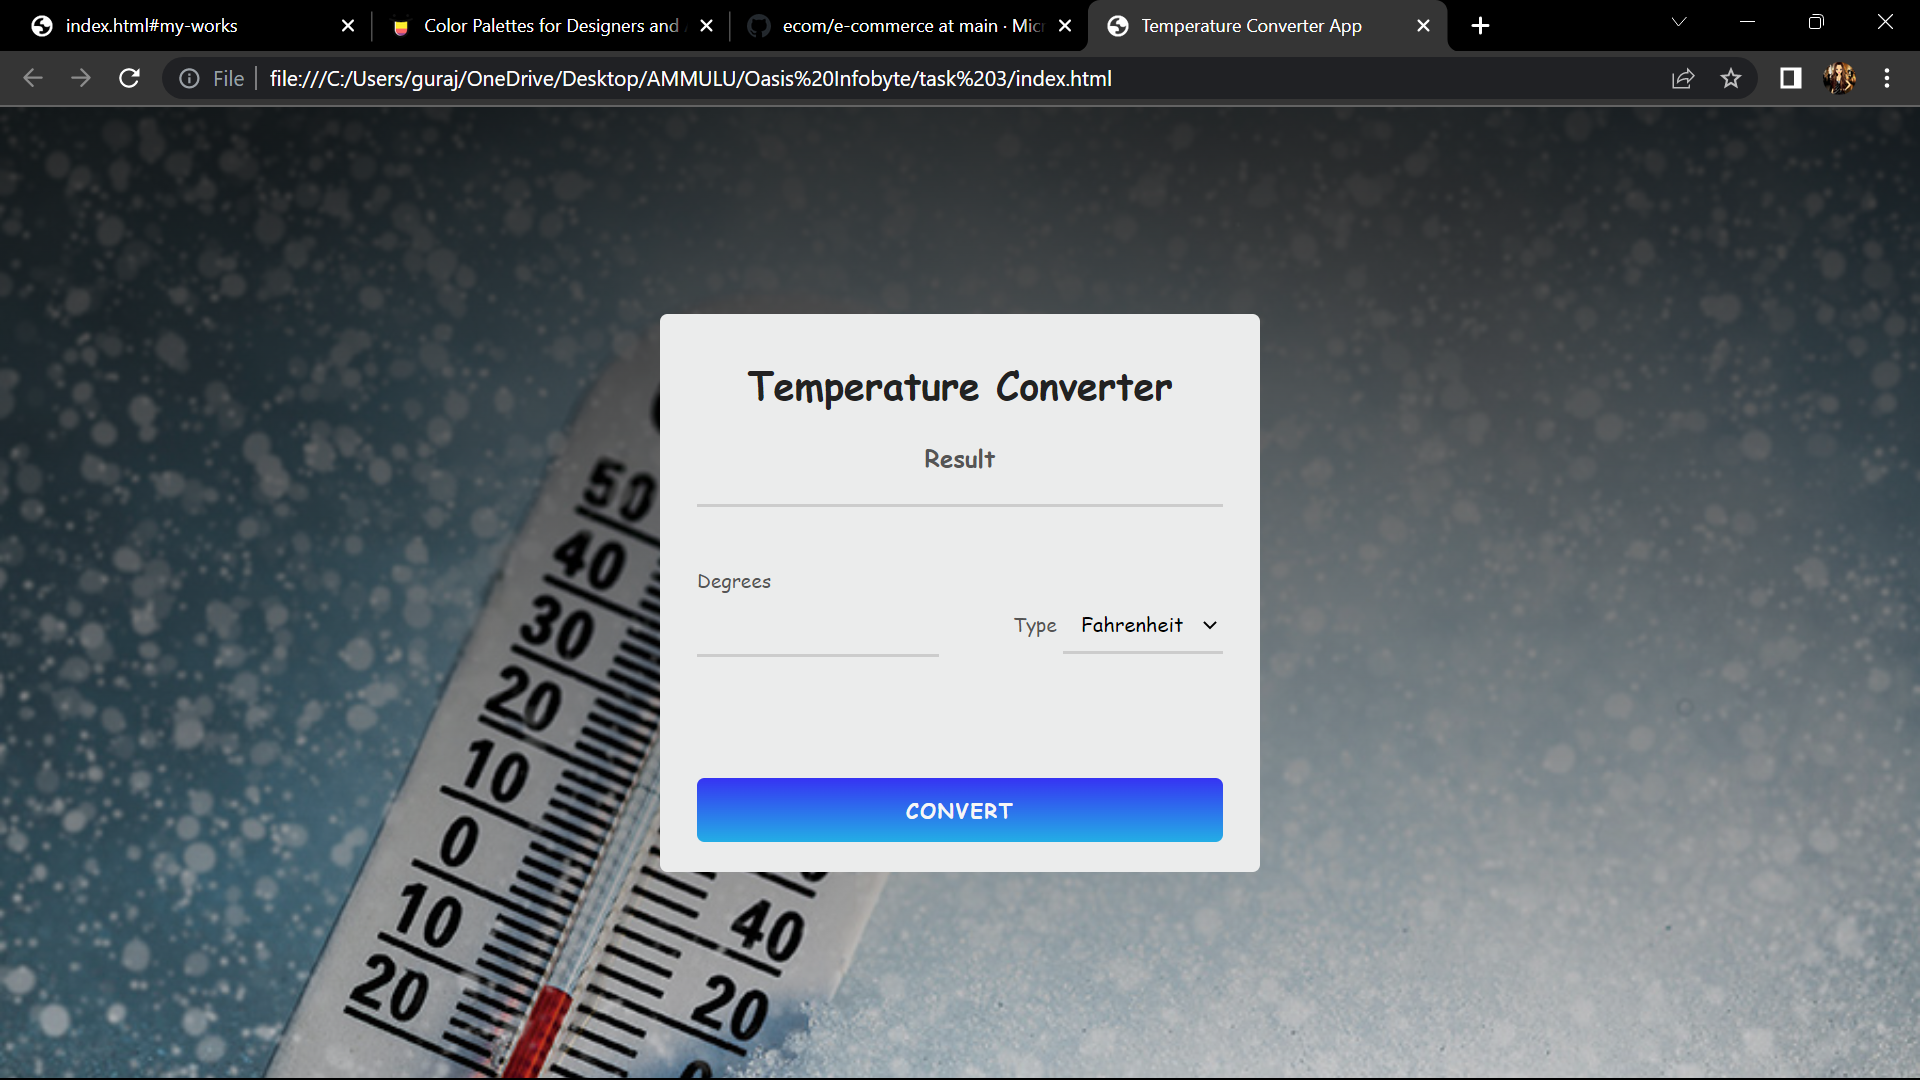 index.html#my-works
Color Palettes for Designers and
ecom/e-commerce at main · Micr
Temperature Converter App
File
file:///C:/Users/guraj/OneDrive/Desktop/AMMULU/Oasis%20Infobyte/task%203/index.html
Temperature Converter
Result
Degrees
Type Fahrenheit
CONVERT
50
40
30
20
10
0
10
20
40
20